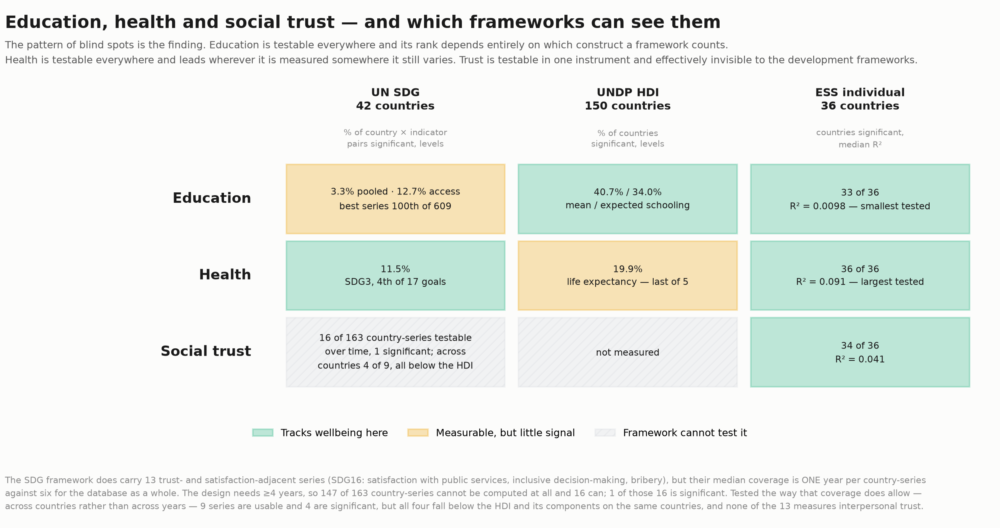 Education, health and social trust — and which frameworks can see them
The pattern of blind spots is the finding. Education is testable everywhere and its rank depends entirely on which construct a framework counts.
Health is testable everywhere and leads wherever it is measured somewhere it still varies. Trust is testable in one instrument and effectively invisible to the development frameworks.
UN SDG
42 countries
UNDP HDI
150 countries
ESS individual
36 countries
% of country × indicator
pairs significant, levels
% of countries
significant, levels
countries significant,
median R²
Education
3.3% pooled · 12.7% access
best series 100th of 609
40.7% / 34.0%
mean / expected schooling
33 of 36
R² = 0.0098 — smallest tested
Health
11.5%
SDG3, 4th of 17 goals
19.9%
life expectancy — last of 5
36 of 36
R² = 0.091 — largest tested
Social trust
16 of 163 country-series testable
over time, 1 significant; across
countries 4 of 9, all below the HDI
not measured
34 of 36
R² = 0.041
Tracks wellbeing here
Measurable, but little signal
Framework cannot test it
The SDG framework does carry 13 trust- and satisfaction-adjacent series (SDG16: satisfaction with public services, inclusive decision-making, bribery), but their median coverage is ONE year per country-series
against six for the database as a whole. The design needs ≥4 years, so 147 of 163 country-series cannot be computed at all and 16 can; 1 of those 16 is significant. Tested the way that coverage does allow —
across countries rather than across years — 9 series are usable and 4 are significant, but all four fall below the HDI and its components on the same countries, and none of the 13 measures interpersonal trust.